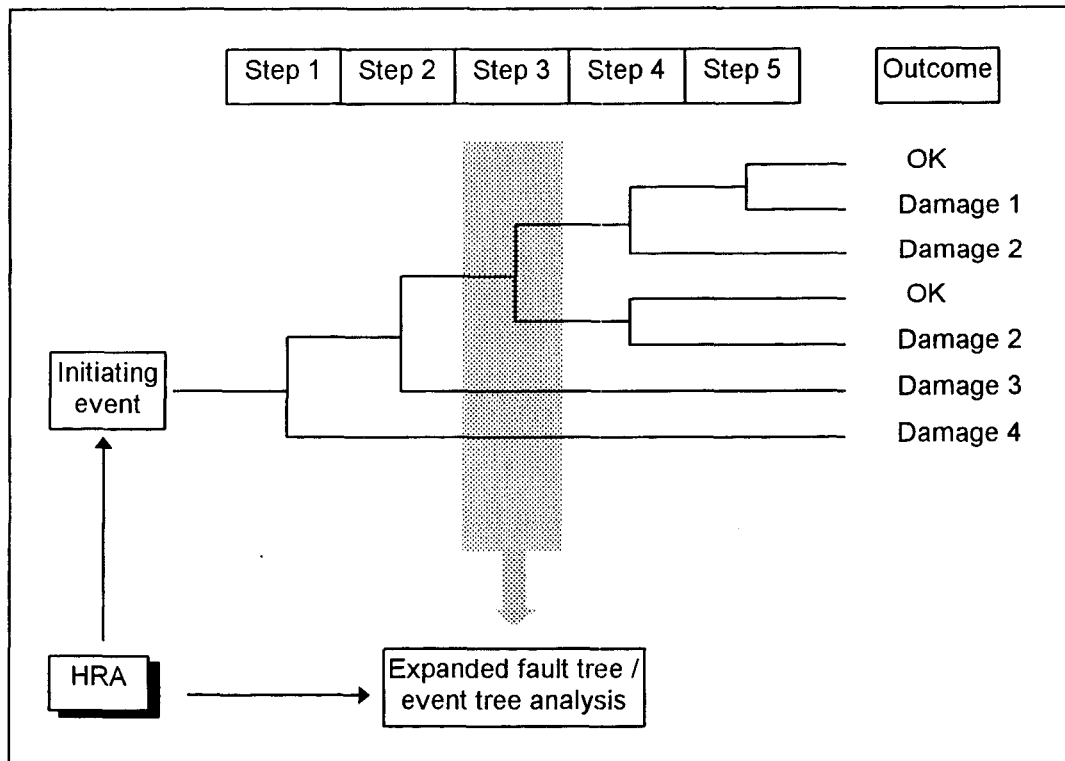 Step 1 Step 2 Step 3 Step 4 Step 5 Outcome
OK
Damage 1
Damage 2
OK
Damage 2
Damage 3
Damage 4
Initiating
event
HRA
Expanded fault tree /
event tree analysis